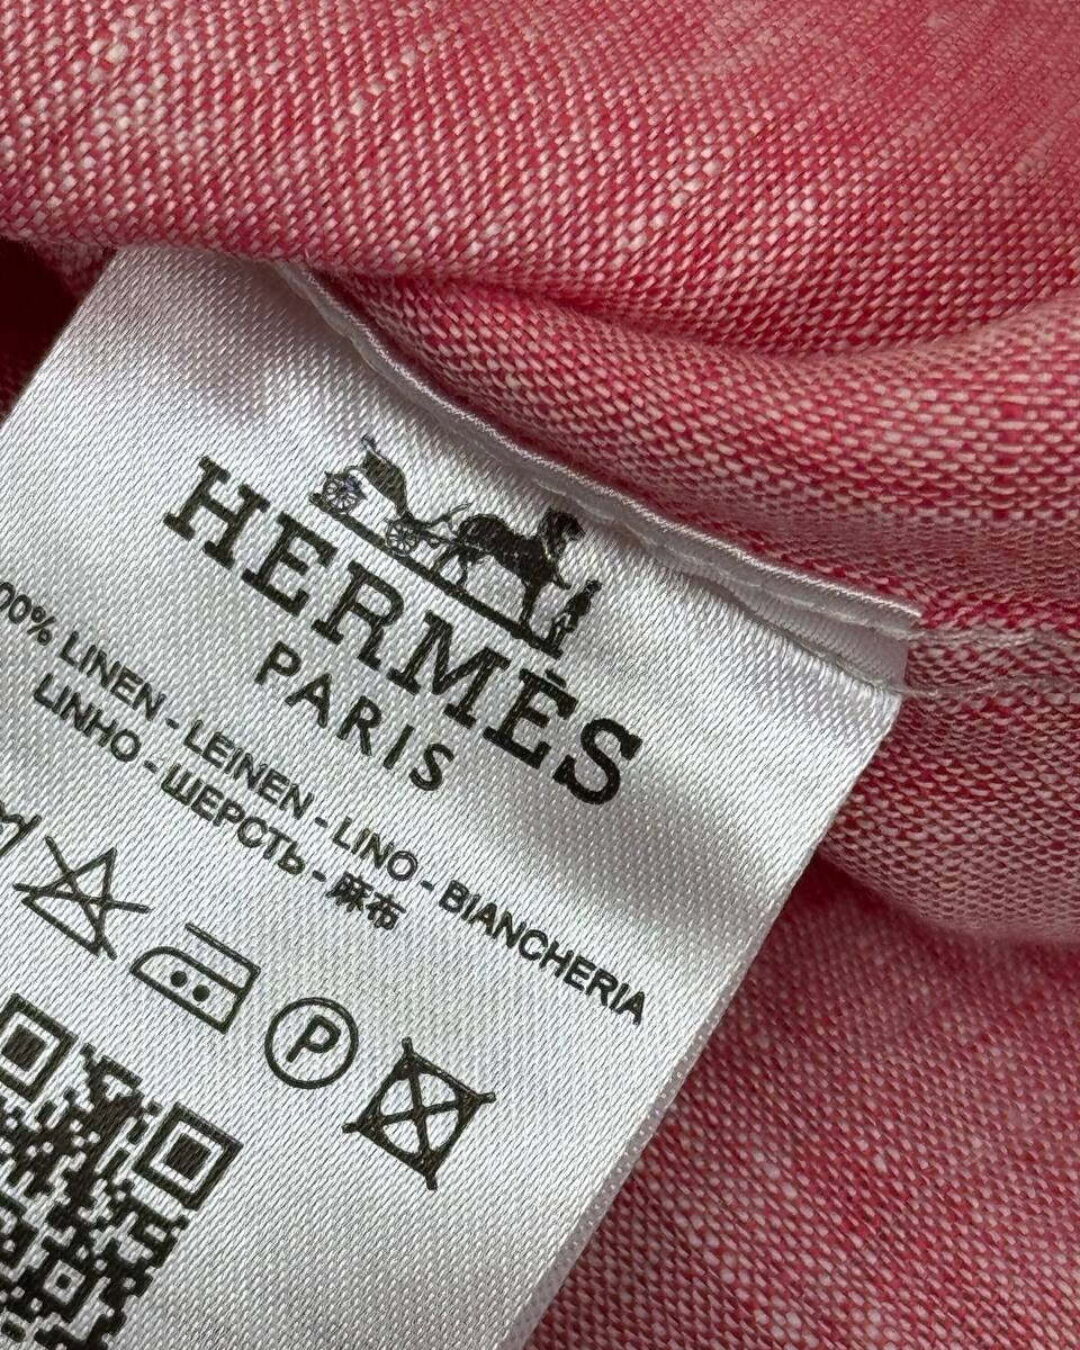 HERMÈS
PARIS
00% LINEN - LEINEN - LINO - BIANCHERIA
LINHO - ШЕРСТЬ - 麻布
P